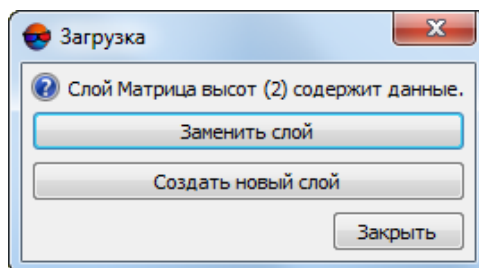 Загрузка
Слой Матрица высот (2) содержит данные.
Заменить слой
Создать новый слой
Закрыть